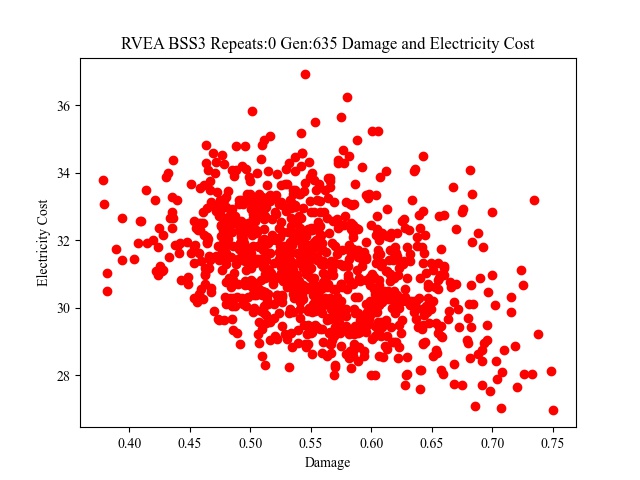 RVEA BSS3 Repeats:0 Gen:635 Damage and Electricity Cost
Electricity Cost
36
34
32
30
28
0.40 0.45 0.50 0.55 0.60 0.65 0.70 0.75
Damage